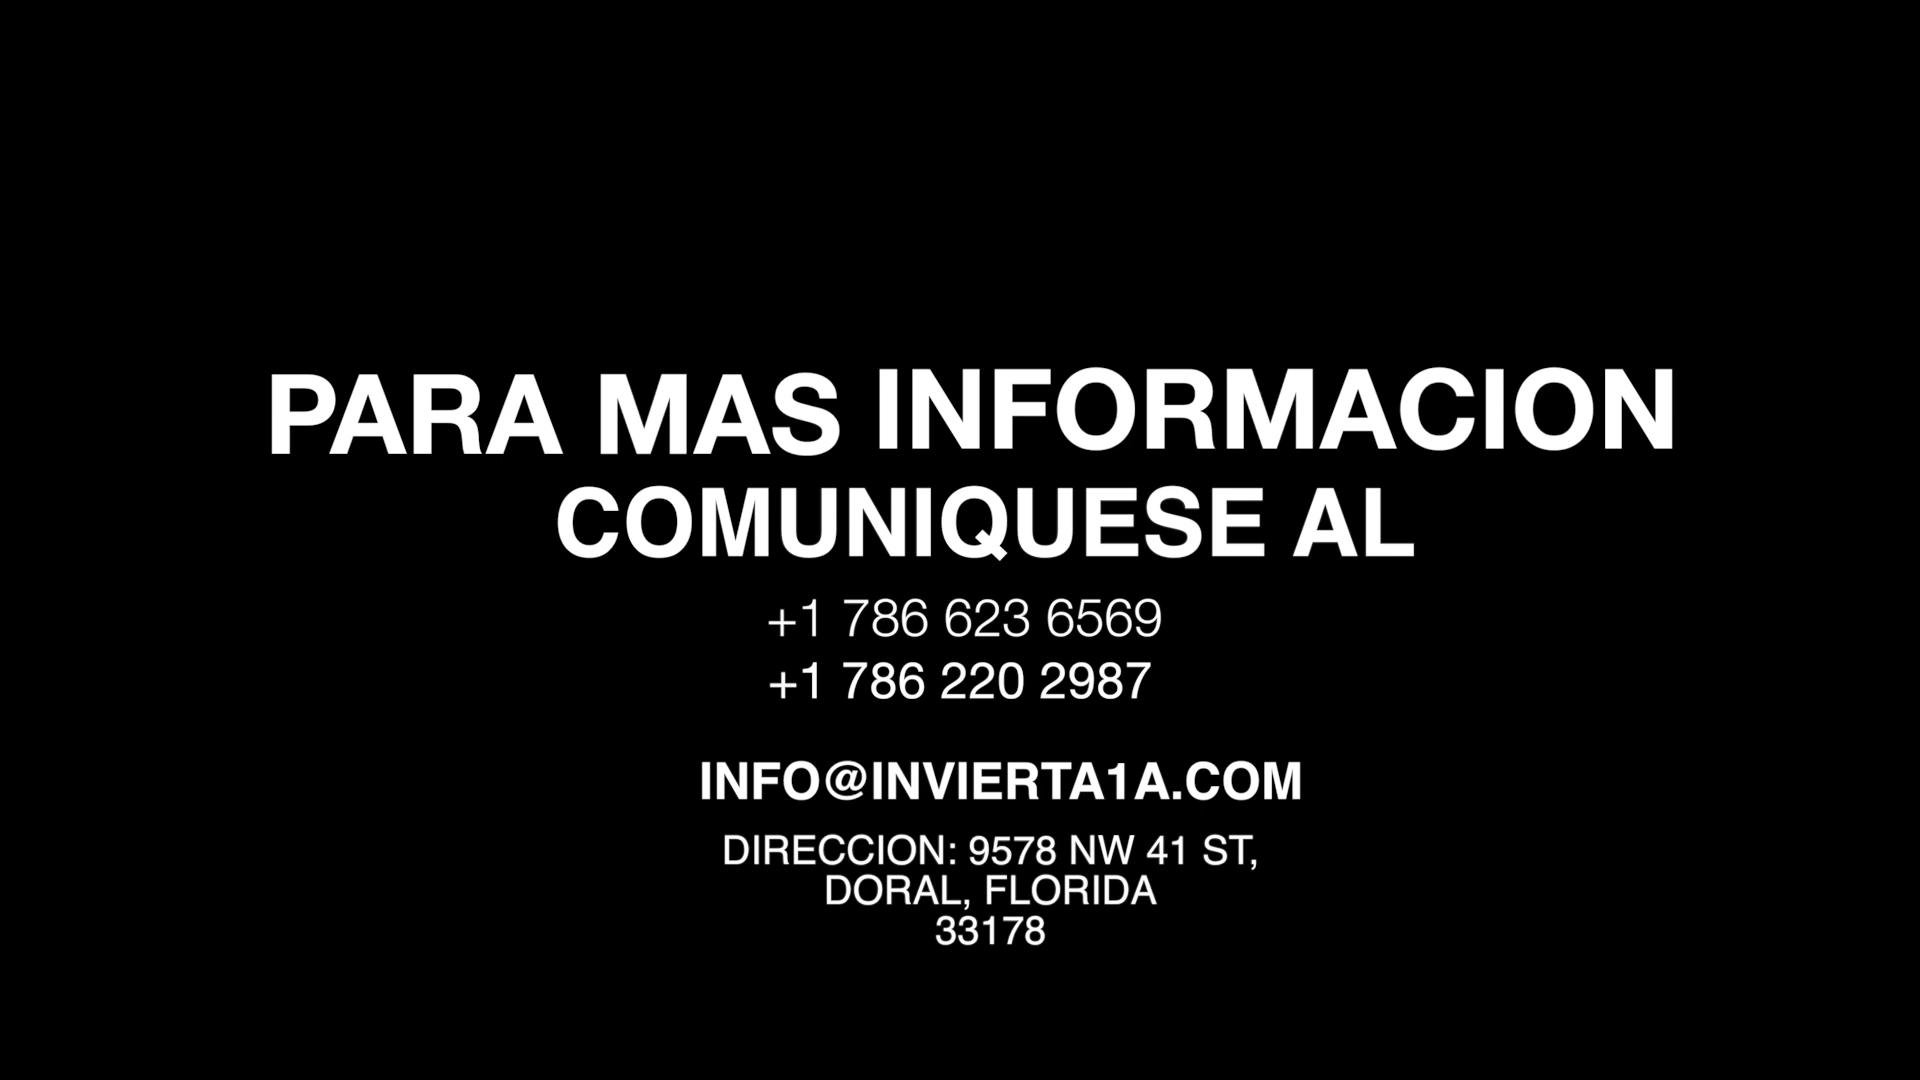 PARA MAS INFORMACION
COMUNIQUESE AL
+1 786 623 6569
+1 786 220 2987
INFO@INVIERTA1A.COM
DIRECCION: 9578 NW 41 ST,
DORAL, FLORIDA
33178